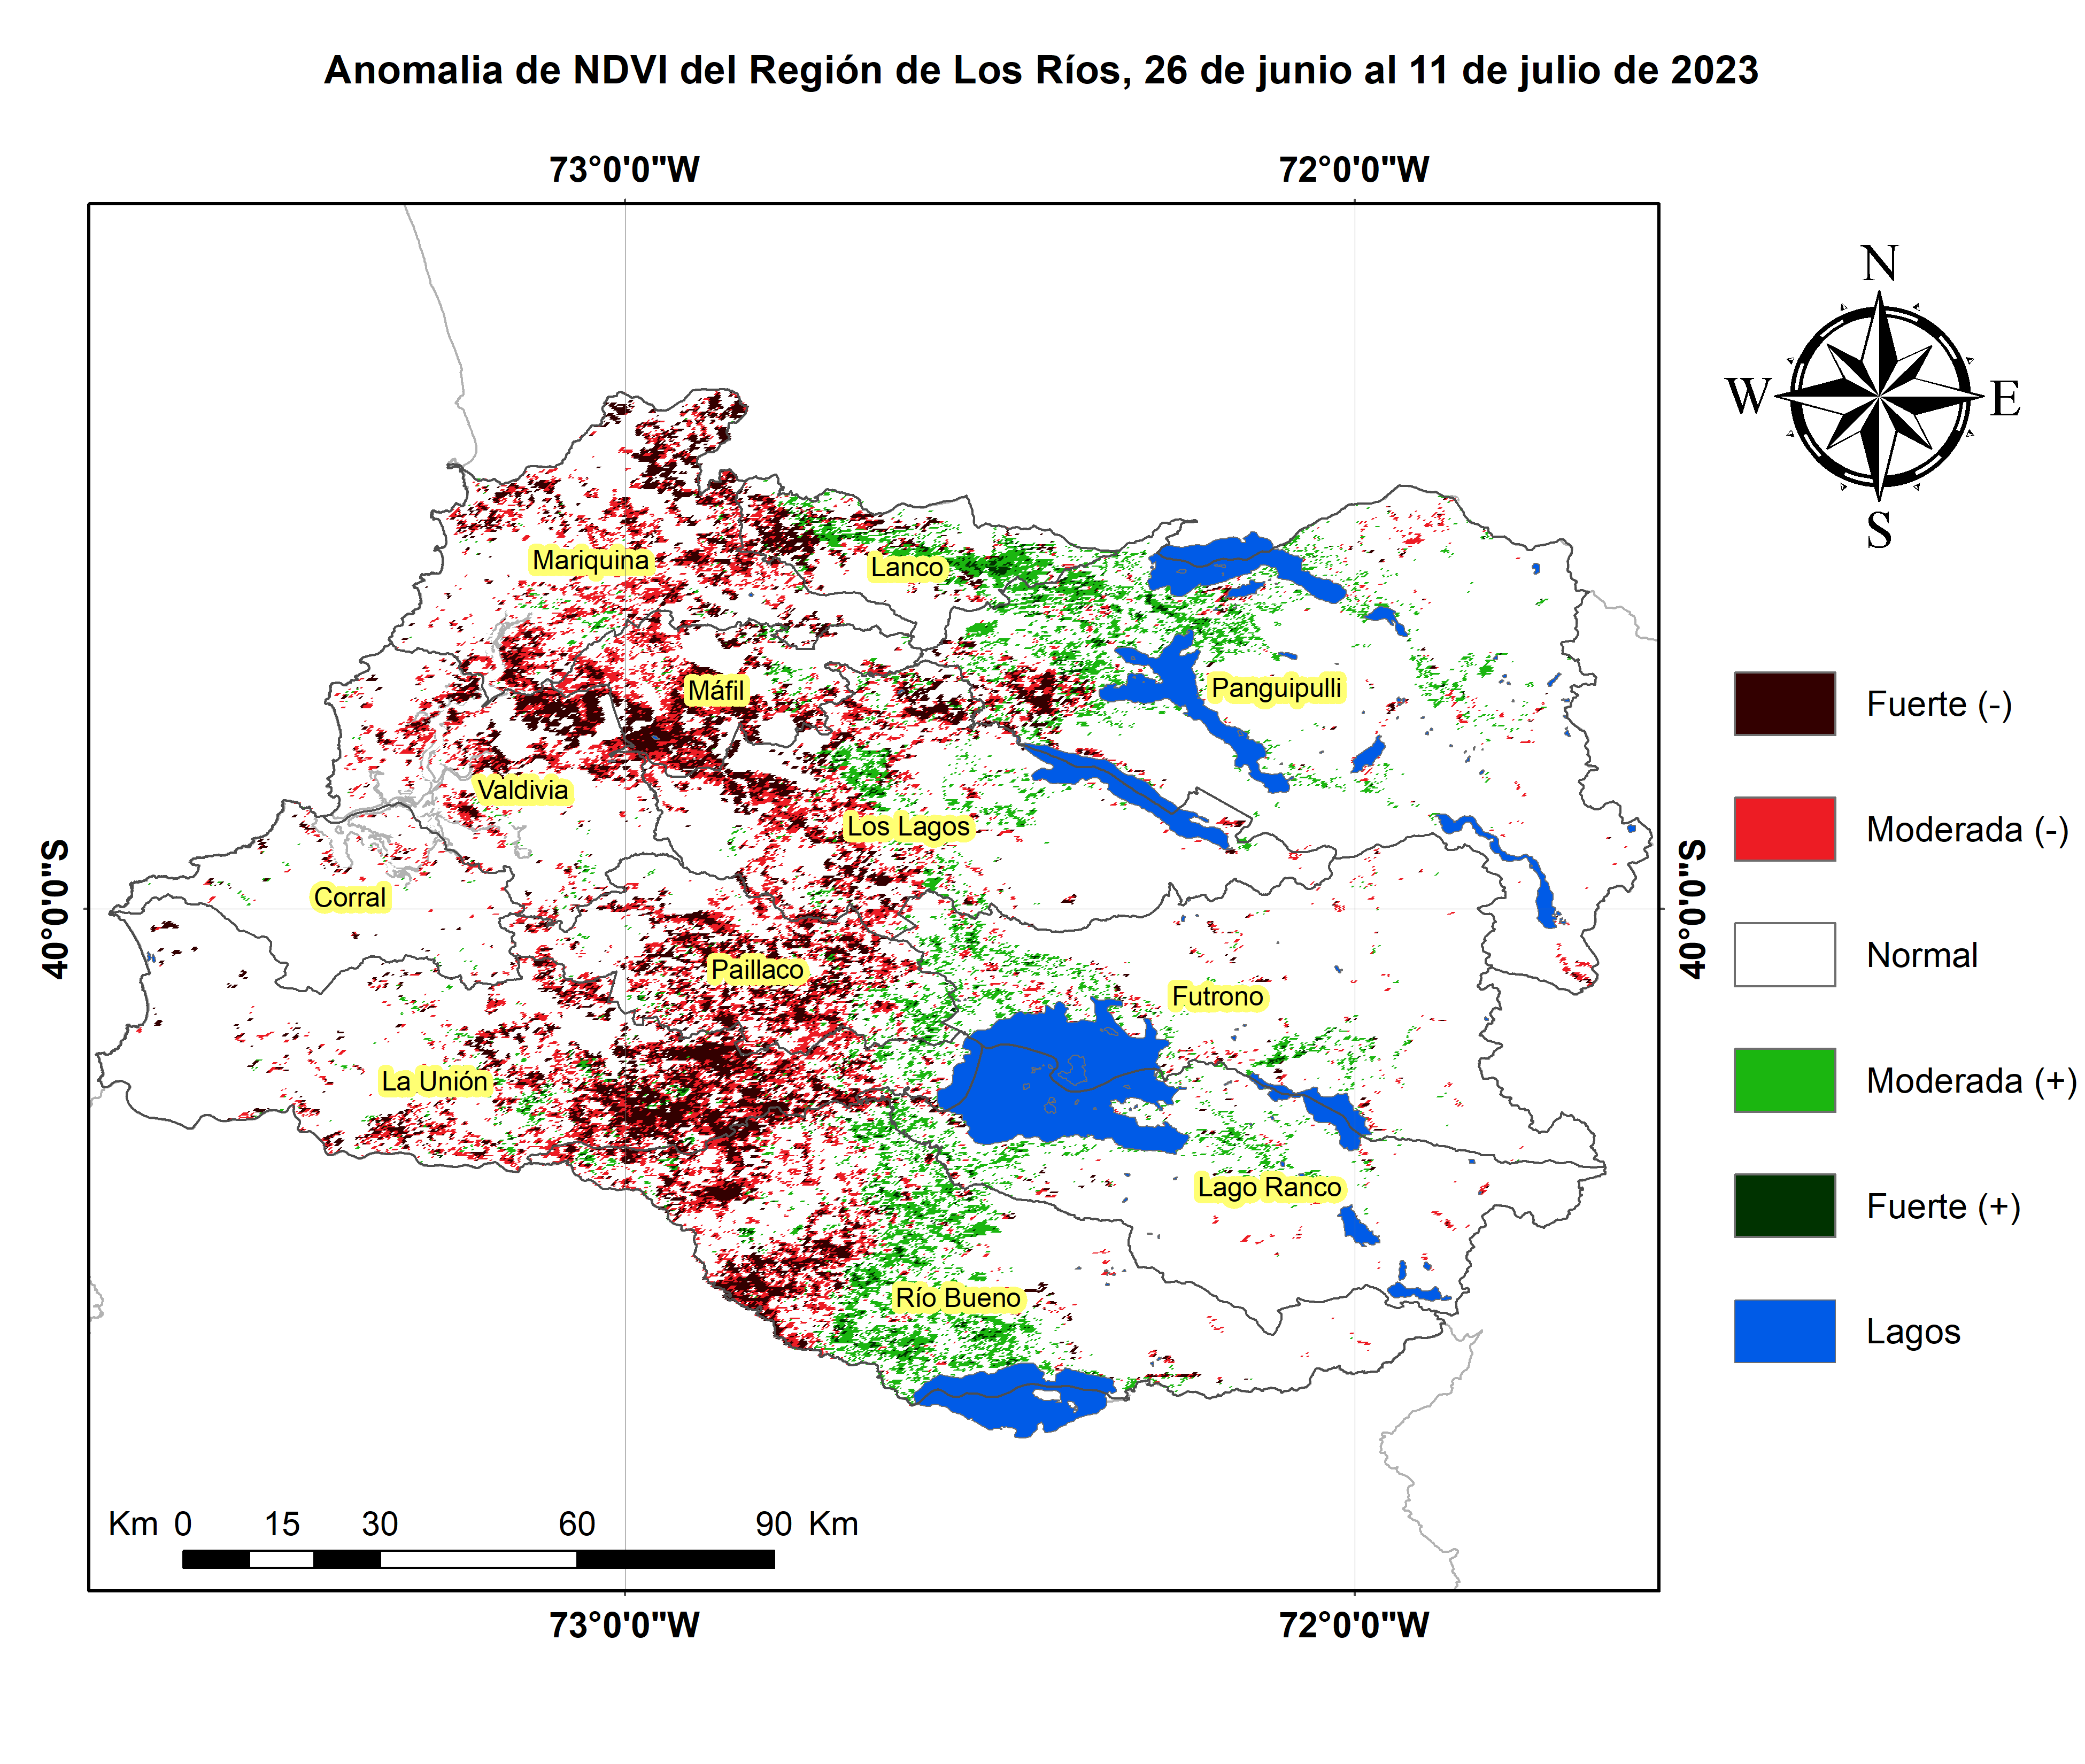 Anomalia de NDVI del Región de Los Ríos, 26 de junio al 11 de julio de 2023
73°0'0"W
72°0'0"W
N
W
E
S
Mariquina
Lanco
Máfil
Panguipulli
Valdivia
Los Lagos
Corral
Paillaco
Futrono
La Unión
Lago Ranco
Río Bueno
40°0'0"S
40°0'0"S
Fuerte (-)
Moderada (-)
Normal
Moderada (+)
Fuerte (+)
Lagos
Km 0 15 30 60 90 Km
73°0'0"W
72°0'0"W